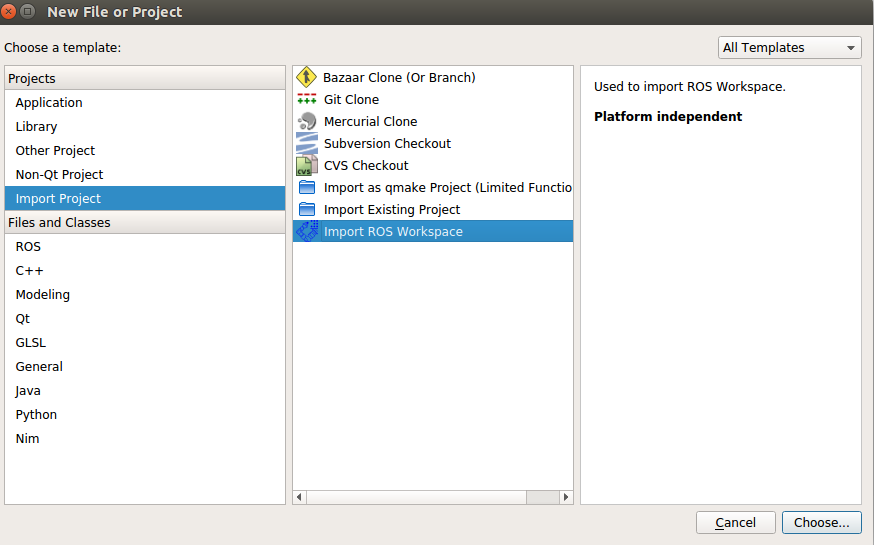 New File or Project
Choose a template:
All Templates
Projects
Application
Library
Other Project
Non-Qt Project
Import Project
Files and Classes
ROS
C++
Modeling
Qt
GLSL
General
Java
Python
Nim
Bazaar Clone (Or Branch)
Git Clone
Mercurial Clone
Subversion Checkout
CVS
CVS Checkout
Import as qmake Project (Limited Functio
Import Existing Project
Import ROS Workspace
Used to import ROS Workspace.
Platform independent
Cancel
Choose...